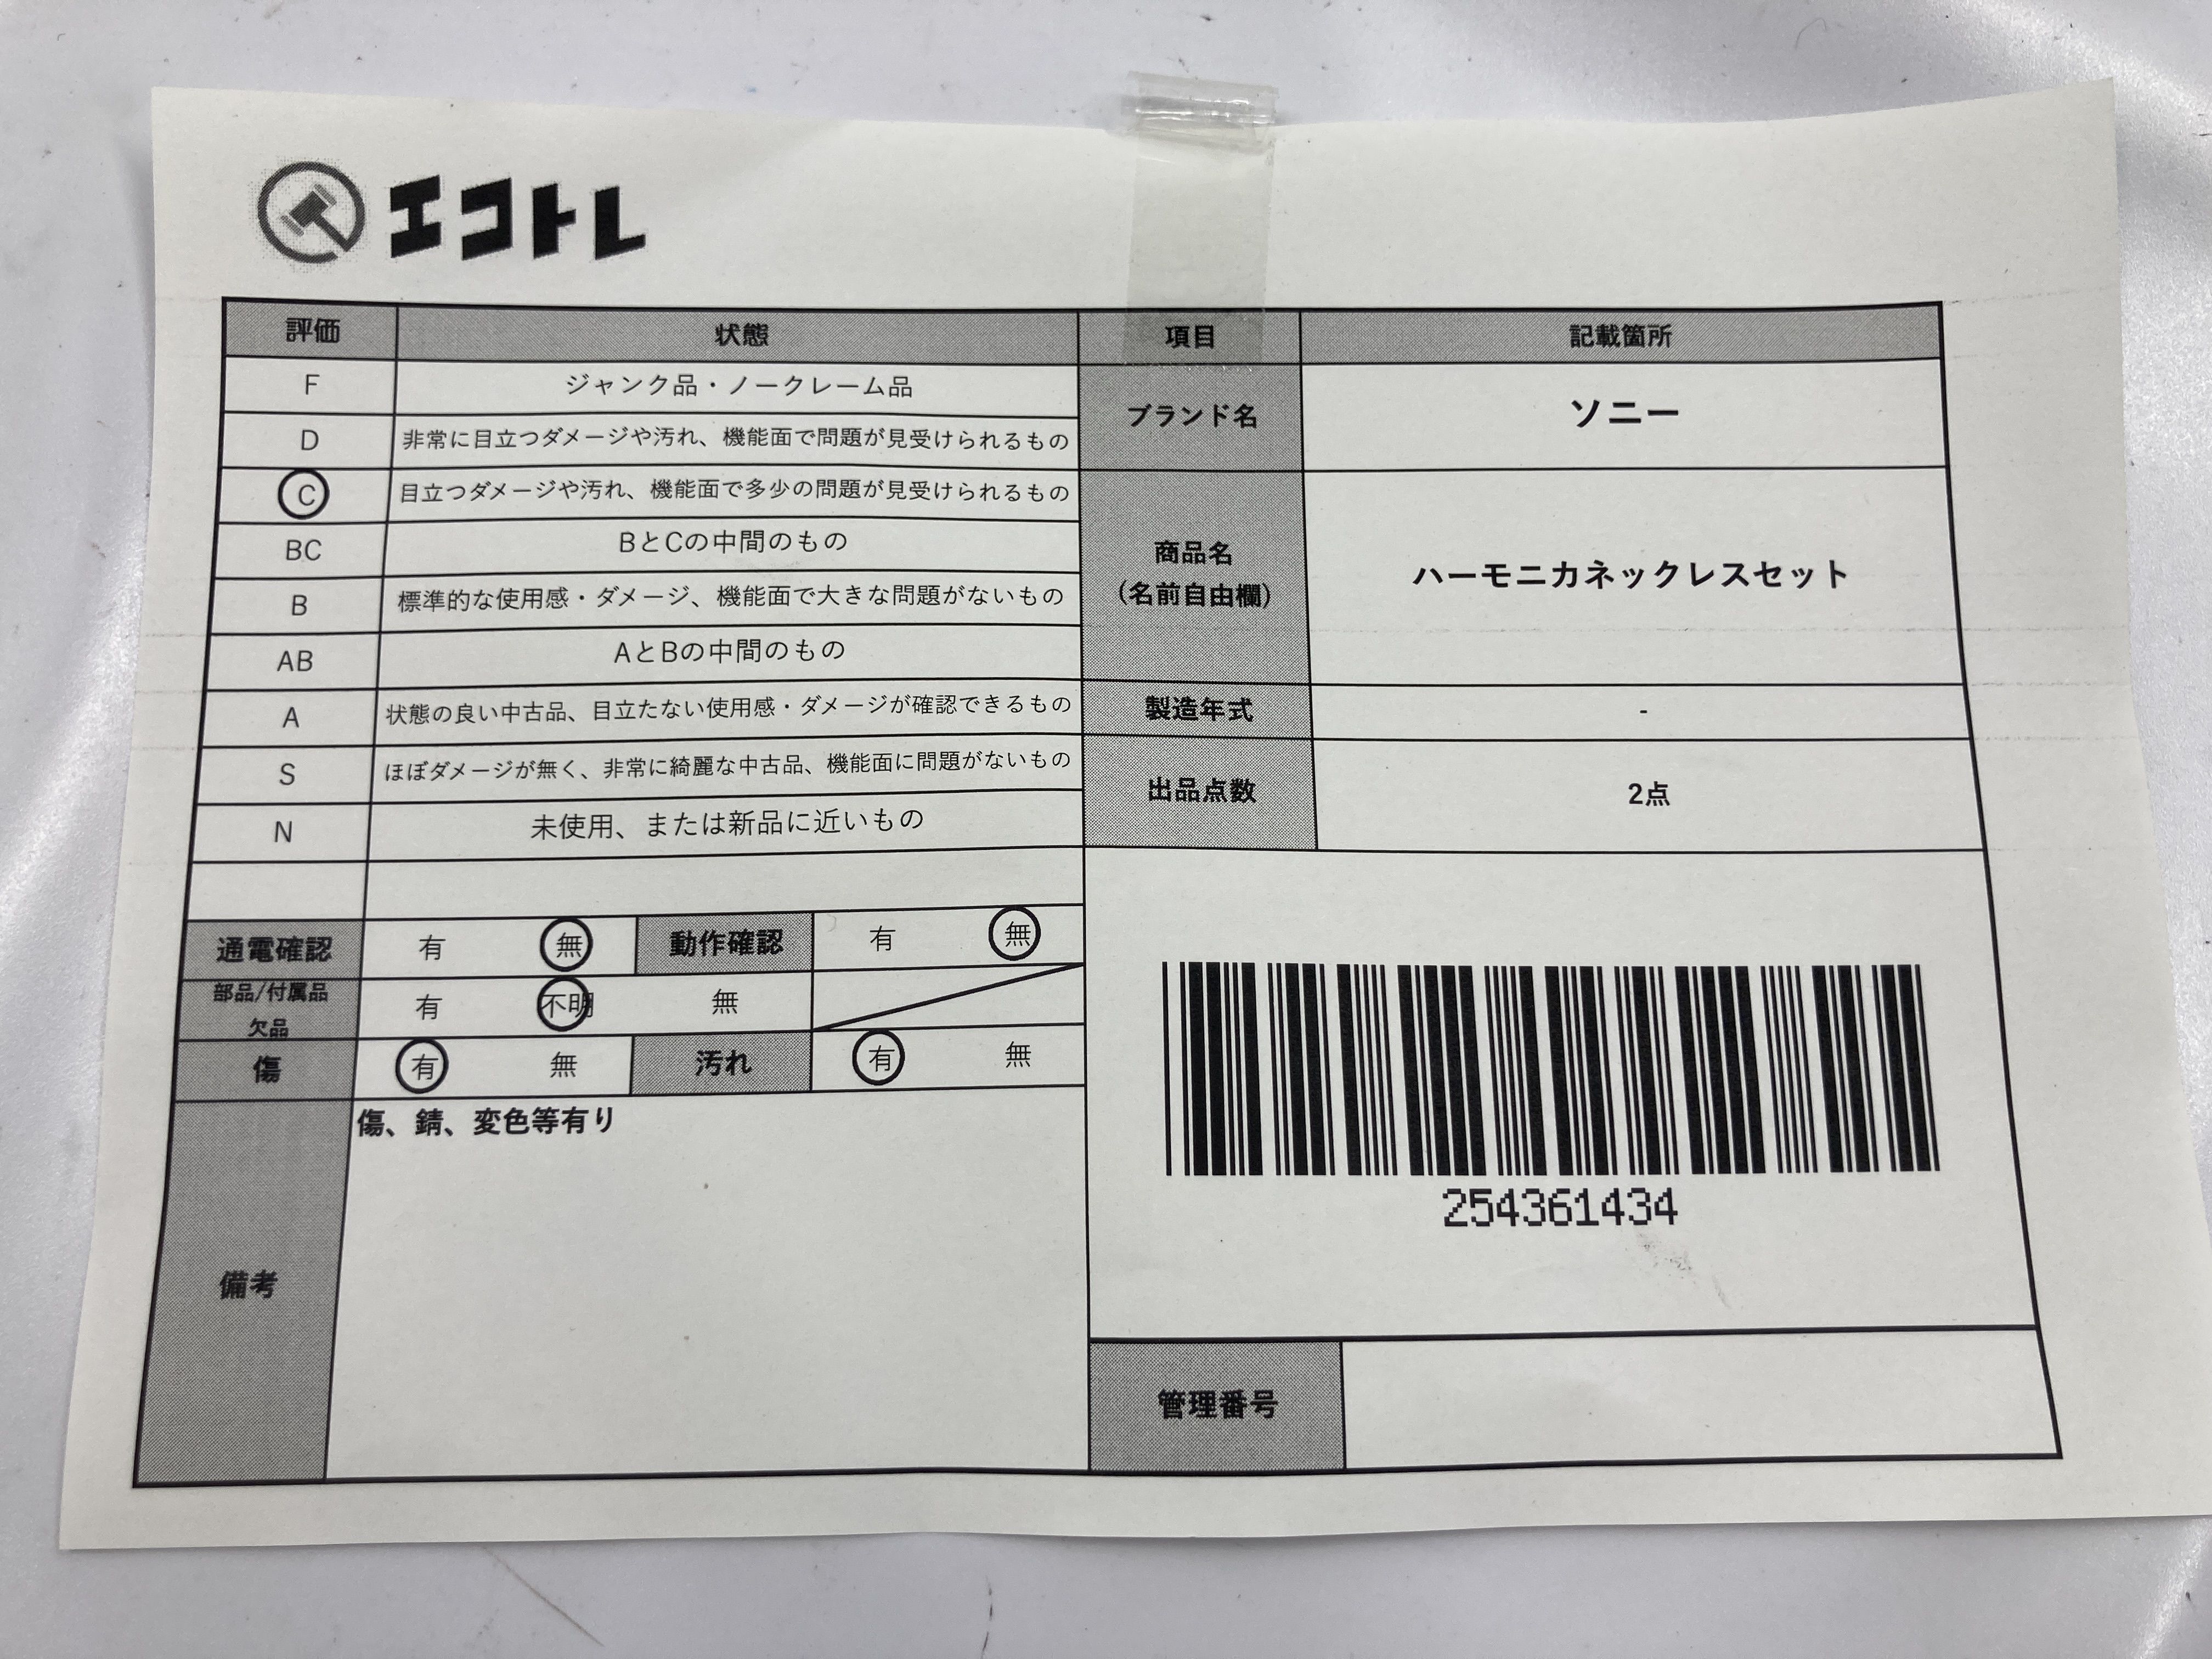 エコトレ
評価 状態 項目 記載箇所
F ジャンク品・ノークレーム品
D 非常に目立つダメージや汚れ、機能面で問題が見受けられるもの
ブランド名 ソニー
C 目立つダメージや汚れ、機能面で多少の問題が見受けられるもの
BC BとCの中間のもの
B 標準的な使用感・ダメージ、機能面で大きな問題がないもの
商品名
(名前自由欄)
ハーモニカネックレスセット
AB AとBの中間のもの
A 状態の良い中古品、目立たない使用感・ダメージが確認できるもの
製造年式 -
S ほぼダメージが無く、非常に綺麗な中古品、機能面に問題がないもの
出品点数 2点
N 未使用、または新品に近いもの
通電確認 有 無 動作確認 有 無
部品/付属品
欠品
有 不明 無
傷 有 無 汚れ 有 無
備考
傷、錆、変色等有り
254361434
管理番号